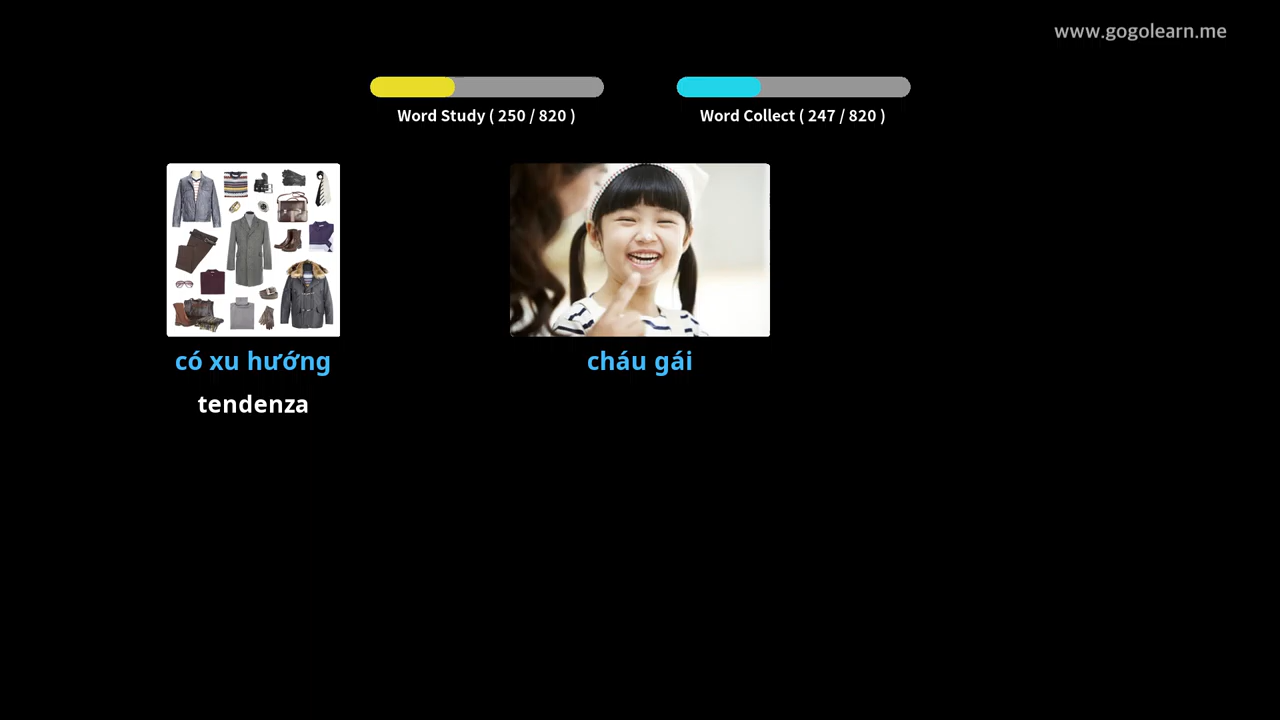 www.gogolearn.me
Word Study ( 250 / 820 )
Word Collect ( 247 / 820 )
có xu hướng
cháu gái
tendenza